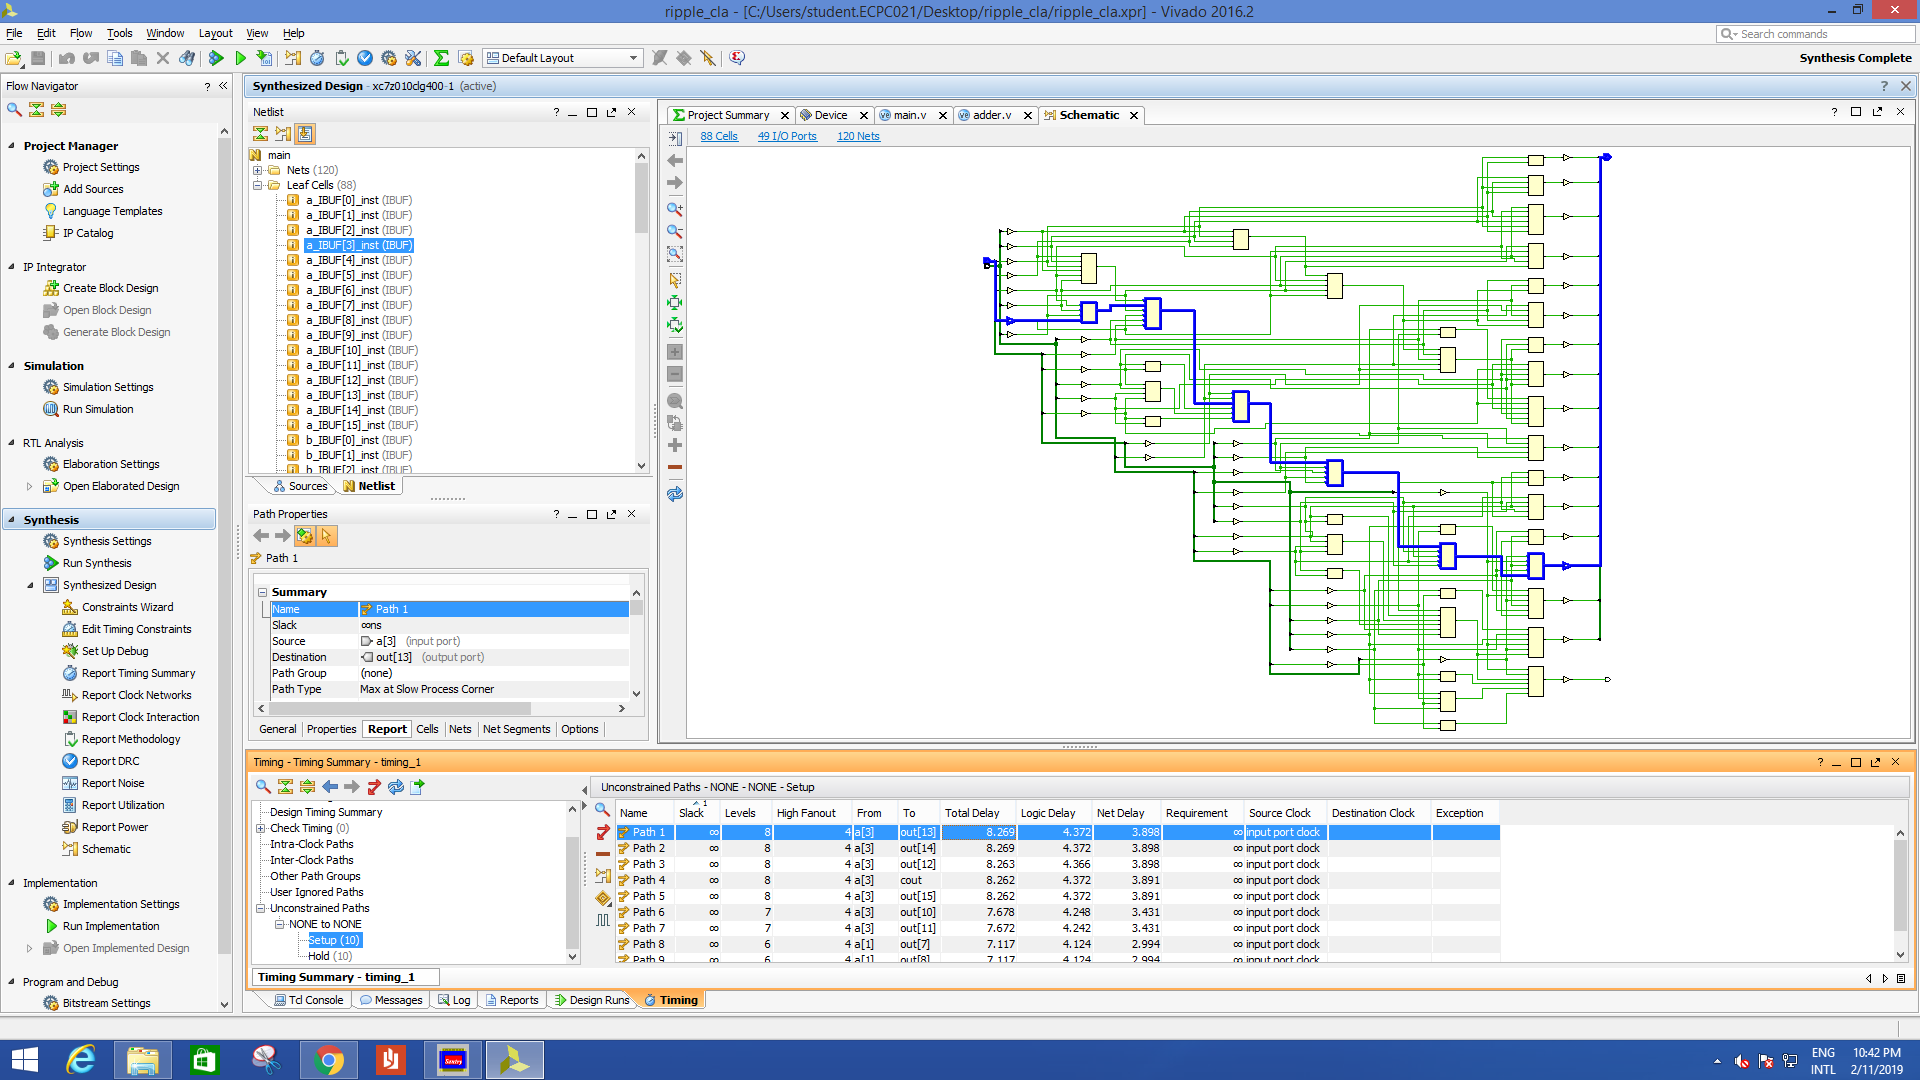 ripple_cla - [C:/Users/student.ECPC021/Desktop/ripple_cla/ripple_cla.xpr] - Vivado 2016.2
File Edit Flow Tools Window Layout View Help
Search commands
Default Layout
Synthesis Complete
Flow Navigator
Project Manager
Project Settings
Add Sources
Language Templates
IP Catalog
IP Integrator
Create Block Design
Open Block Design
Generate Block Design
Simulation
Simulation Settings
Run Simulation
RTL Analysis
Elaboration Settings
Open Elaborated Design
Synthesis
Synthesis Settings
Run Synthesis
Synthesized Design
Constraints Wizard
Edit Timing Constraints
Set Up Debug
Report Timing Summary
Report Clock Networks
Report Clock Interaction
Report Methodology
Report DRC
Report Noise
Report Utilization
Report Power
Schematic
Implementation
Implementation Settings
Run Implementation
Open Implemented Design
Program and Debug
Bitstream Settings
Synthesized Design - xc7z010clg400-1 (active)
Netlist
main
Nets (120)
Leaf Cells (88)
a_IBUF[0]_inst (IBUF)
a_IBUF[1]_inst (IBUF)
a_IBUF[2]_inst (IBUF)
a_IBUF[3]_inst (IBUF)
a_IBUF[4]_inst (IBUF)
a_IBUF[5]_inst (IBUF)
a_IBUF[6]_inst (IBUF)
a_IBUF[7]_inst (IBUF)
a_IBUF[8]_inst (IBUF)
a_IBUF[9]_inst (IBUF)
a_IBUF[10]_inst (IBUF)
a_IBUF[11]_inst (IBUF)
a_IBUF[12]_inst (IBUF)
a_IBUF[13]_inst (IBUF)
a_IBUF[14]_inst (IBUF)
a_IBUF[15]_inst (IBUF)
b_IBUF[0]_inst (IBUF)
b_IBUF[1]_inst (IBUF)
b_IBUF[2]_inst (IBUF)
Sources Netlist
Path Properties
Path 1
Summary
Name Path 1
Slack ∞ns
Source a[3] (input port)
Destination out[13] (output port)
Path Group (none)
Path Type Max at Slow Process Corner
General Properties Report Cells Nets Net Segments Options
Project Summary Device main.v adder.v Schematic
88 Cells 49 I/O Ports 120 Nets
Timing - Timing Summary - timing_1
Design Timing Summary
Check Timing (0)
Intra-Clock Paths
Inter-Clock Paths
Other Path Groups
User Ignored Paths
Unconstrained Paths
NONE to NONE
Setup (10)
Hold (10)
Timing Summary - timing_1
Unconstrained Paths - NONE - NONE - Setup
Name Slack 1 Levels High Fanout From To Total Delay Logic Delay Net Delay Requirement Source Clock Destination Clock Exception
Path 1 ∞ 8 4 a[3] out[13] 8.269 4.372 3.898 ∞ input port clock
Path 2 ∞ 8 4 a[3] out[14] 8.269 4.372 3.898 ∞ input port clock
Path 3 ∞ 8 4 a[3] out[12] 8.263 4.366 3.898 ∞ input port clock
Path 4 ∞ 8 4 a[3] cout 8.262 4.372 3.891 ∞ input port clock
Path 5 ∞ 8 4 a[3] out[15] 8.262 4.372 3.891 ∞ input port clock
Path 6 ∞ 7 4 a[3] out[10] 7.678 4.248 3.431 ∞ input port clock
Path 7 ∞ 7 4 a[3] out[11] 7.672 4.242 3.431 ∞ input port clock
Path 8 ∞ 6 4 a[1] out[7] 7.117 4.124 2.994 ∞ input port clock
Path 9 ∞ 6 4 a[1] out[8] 7.117 4.124 2.994 ∞ input port clock
Tcl Console Messages Log Reports Design Runs Timing
ENG 10:42 PM
INTL 2/11/2019